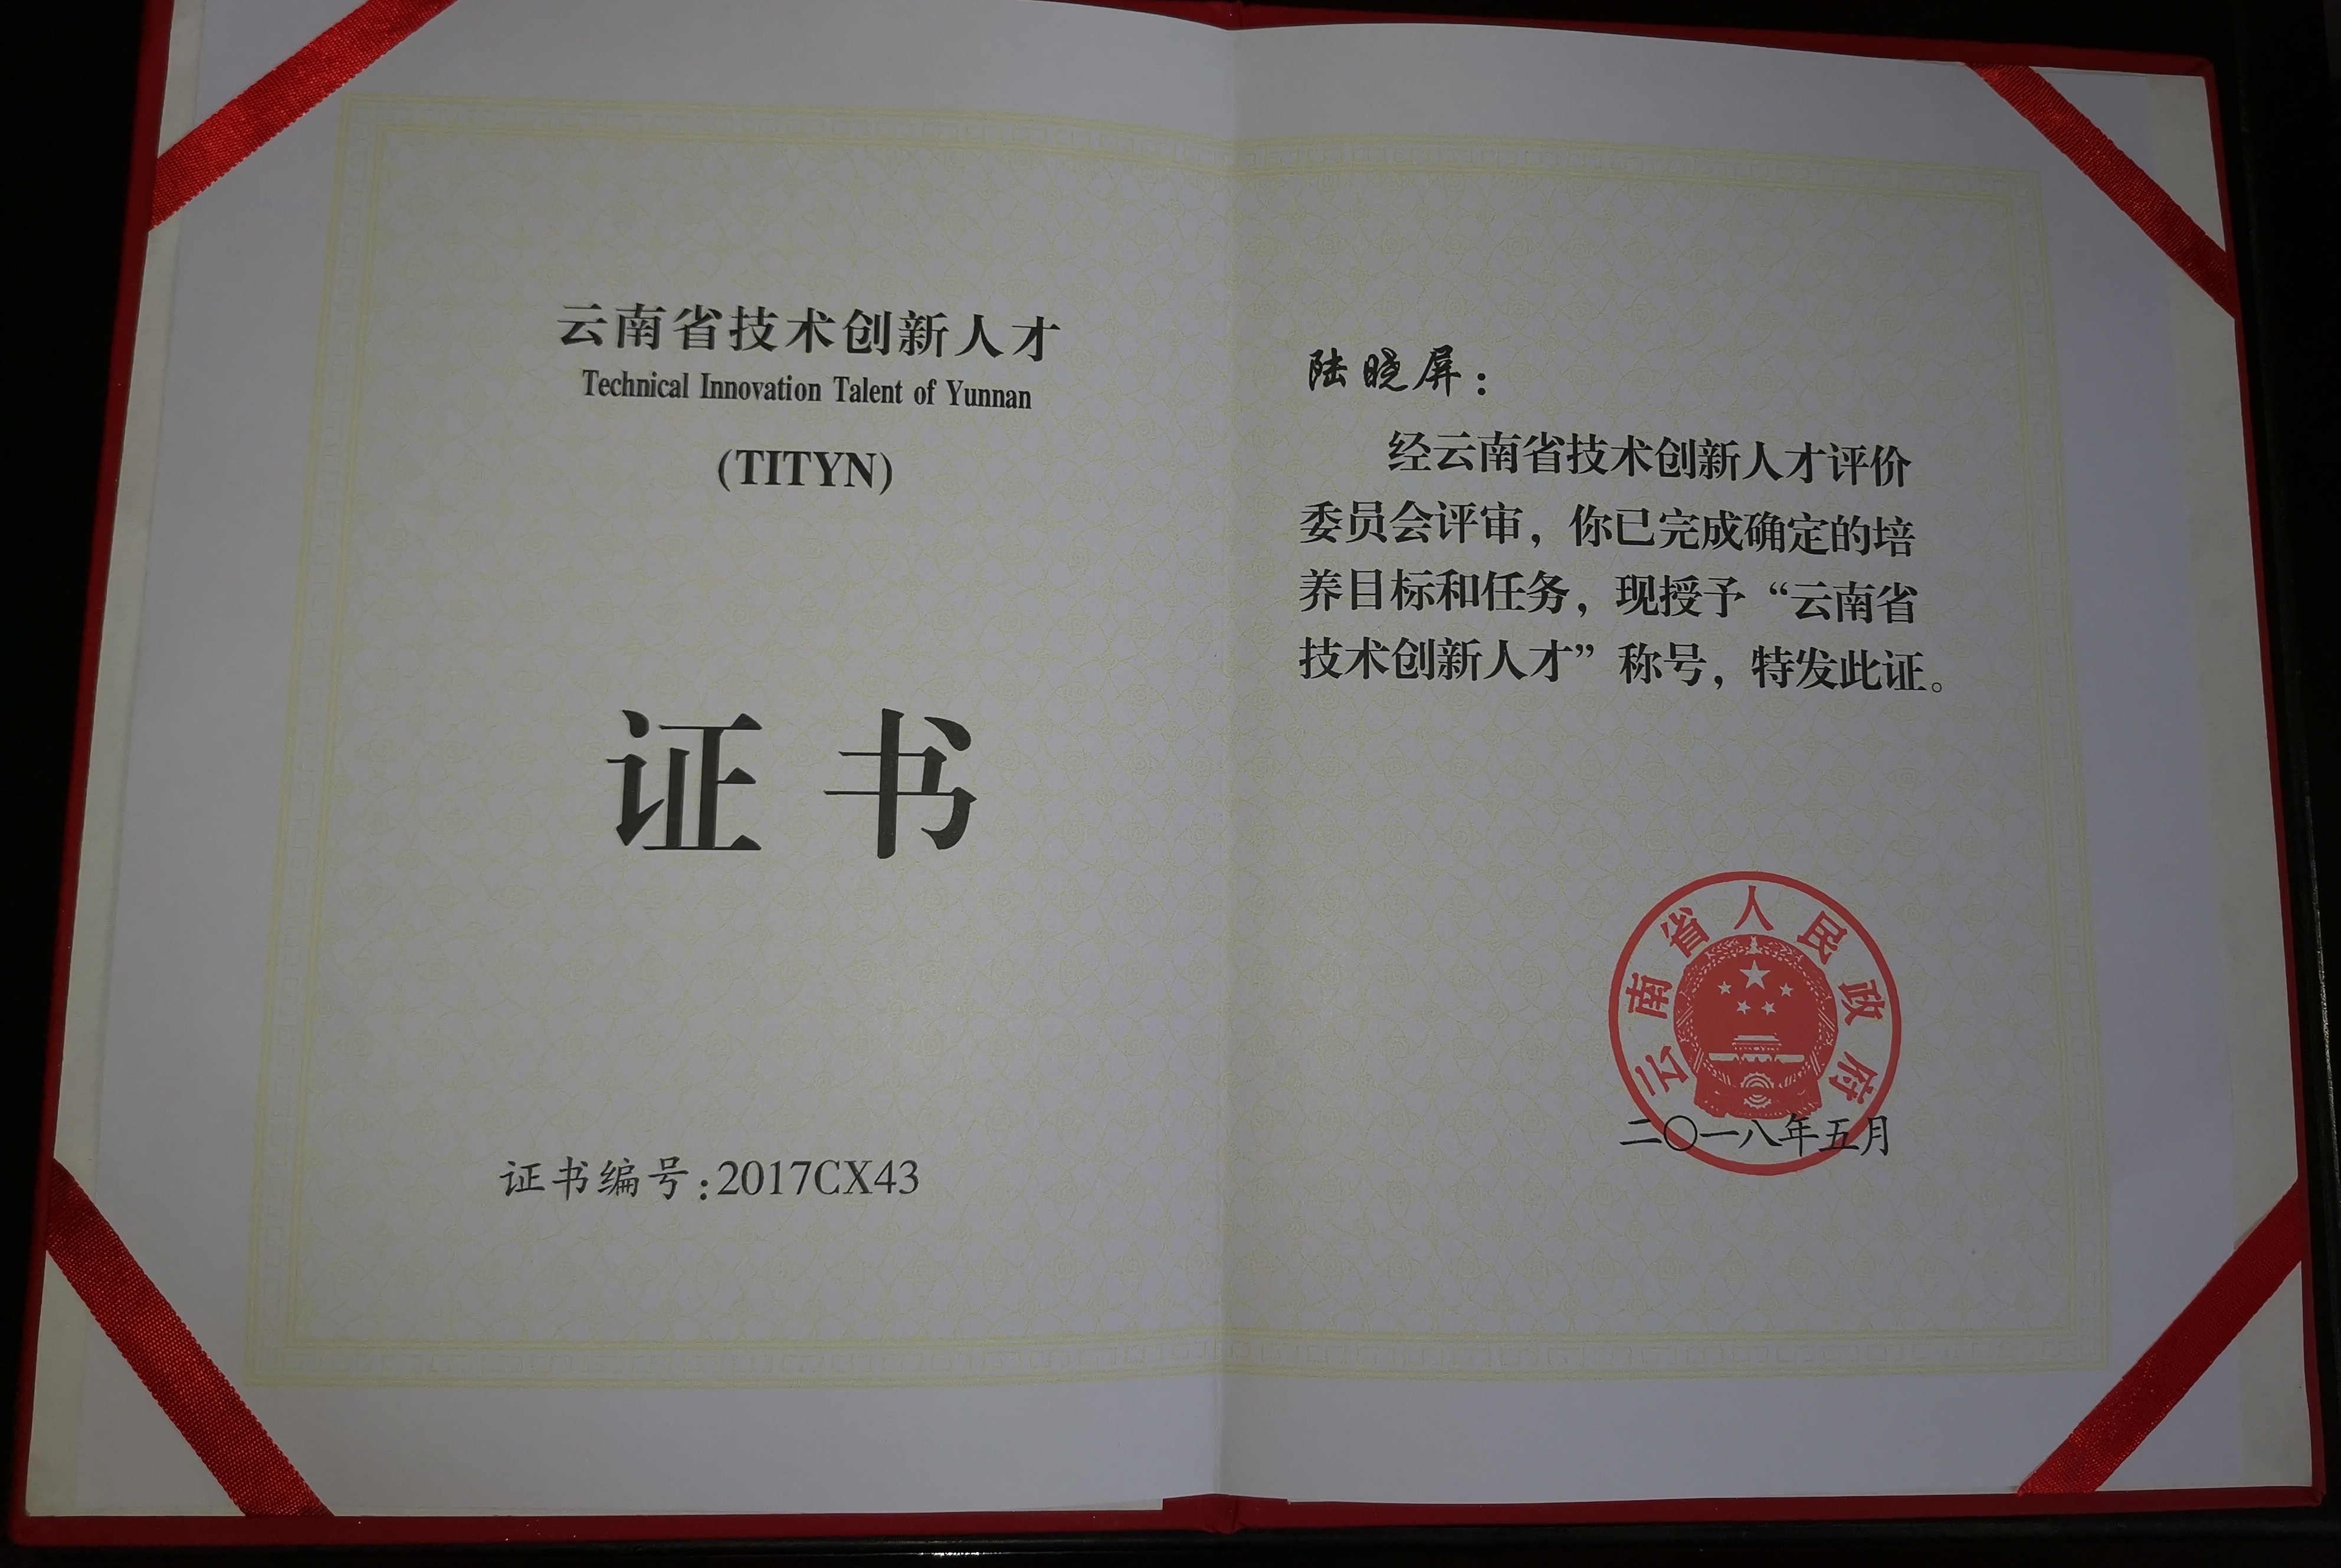 云南省技术创新人才
Technical Innovation Talent of Yunnan
(TITYN)
证书
证书编号:2017CX43
陆晓屏：
经云南省技术创新人才评价
委员会评审，你已完成确定的培
养目标和任务，现授予“云南省
技术创新人才”称号，特发此证。
云南省人民政府
二〇一八年五月